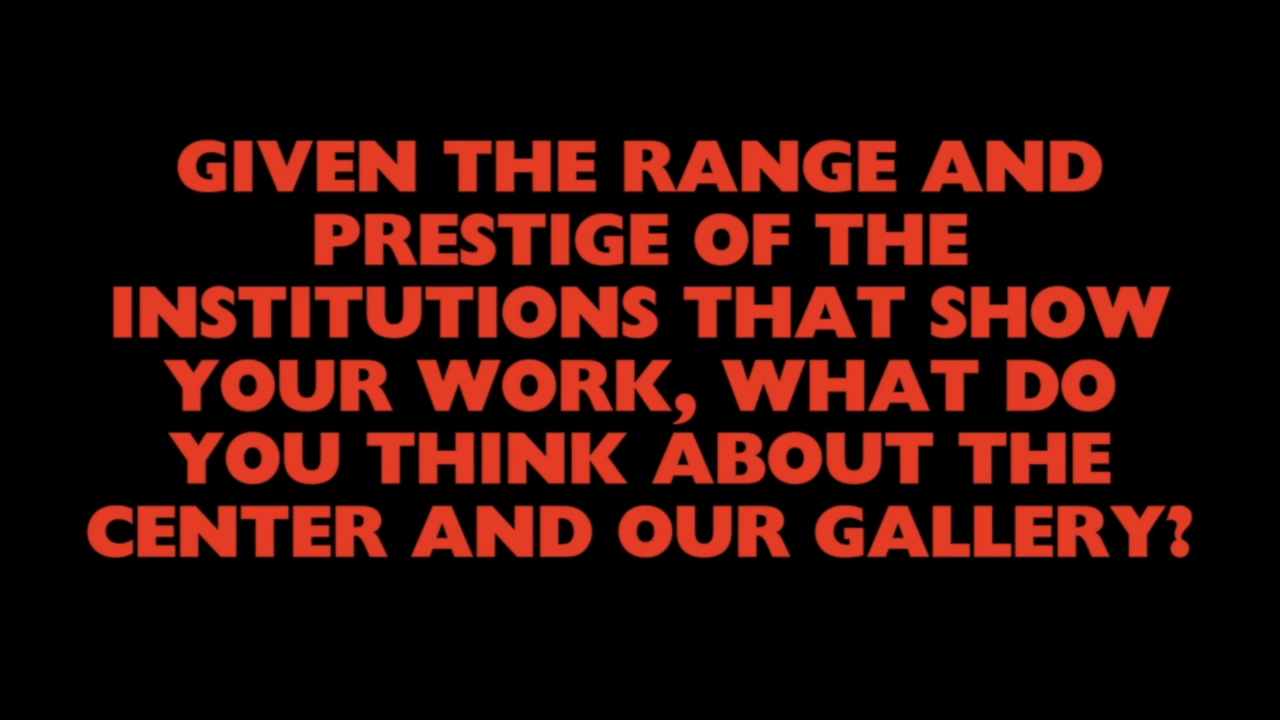 GIVEN THE RANGE AND
PRESTIGE OF THE
INSTITUTIONS THAT SHOW
YOUR WORK, WHAT DO
YOU THINK ABOUT THE
CENTER AND OUR GALLERY?